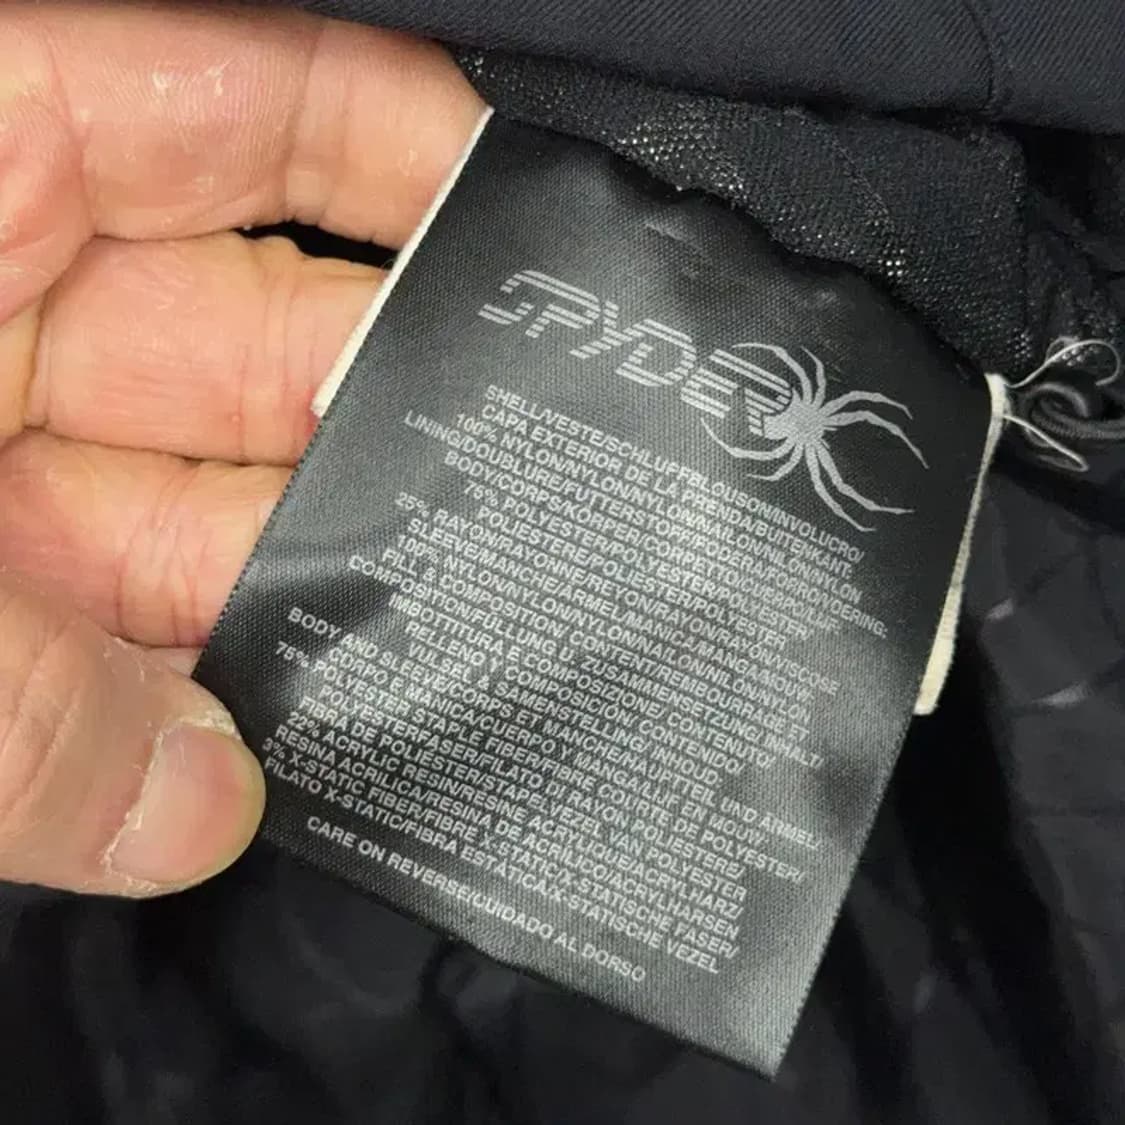 SPYDER
SHELL/VESTE/SCHLUFFBLOUSON/INVOLUCRO/
CAPA EXTERIOR DE LA PRENDA/BUITENKANT:
100% NYLON/NYLON/NYLON/NAILON/NILON/NYLON
LINING/DOUBLURE/FUTTERSTOFF/FODERA/FORRO/VOERING:
BODY/CORPS/KÖRPER/CORPETTO/CUERPO/LIJF
75% POLYESTER/POLYESTER/POLYESTER
POLIESTERE/POLIESTER/POLYESTER
25% RAYON/RAYONNE/REYON/RAYON/RAYÓN/VISCOSE
SLEEVE/MANCHE/ARMEL/MANICA/MANGA/MOUW
100% NYLON/NYLON/NYLON/NAILON/NILON/NYLON
FILL & COMPOSITION/ CONTENT/REMBOURRAGE ET
COMPOSITION/FÜLLUNG U. ZUSAMMENSETZUNG/INHALT/
IMBOTTITURA E COMPOSIZIONE/ CONTENUTO/
RELLENO Y COMPOSICIÓN/ CONTENIDO/
VULSEL & SAMENSTELLING/ INHOUD:
BODY AND SLEEVE/CORPS ET MANCHE/HAUPTTEIL UND ARMEL
CORPO E MANICA/CUERPO Y MANGA/LIJF EN MOUW
75% POLYESTER STAPLE FIBER/FIBRE COURTE DE POLYESTER/
POLYESTERFASER/FILATO DI RAYON POLIESTERE/
FIBRA DE POLIESTER/STAPELVEZEL VAN POLYESTER
22% ACRYLIC RESIN/RESINE ACRYLIQUE/ACRYLHARZ/
RESINA ACRILICA/RESINA DE ACRILICO/ACRYLHARSEN
3% X-STATIC FIBER/FIBRE X-STATIC/X-STATISCHE FASER/
FILATO X-STATIC/FIBRA ESTÁTICA/X-STATISCHE VEZEL
CARE ON REVERSE/CUIDADO AL DORSO